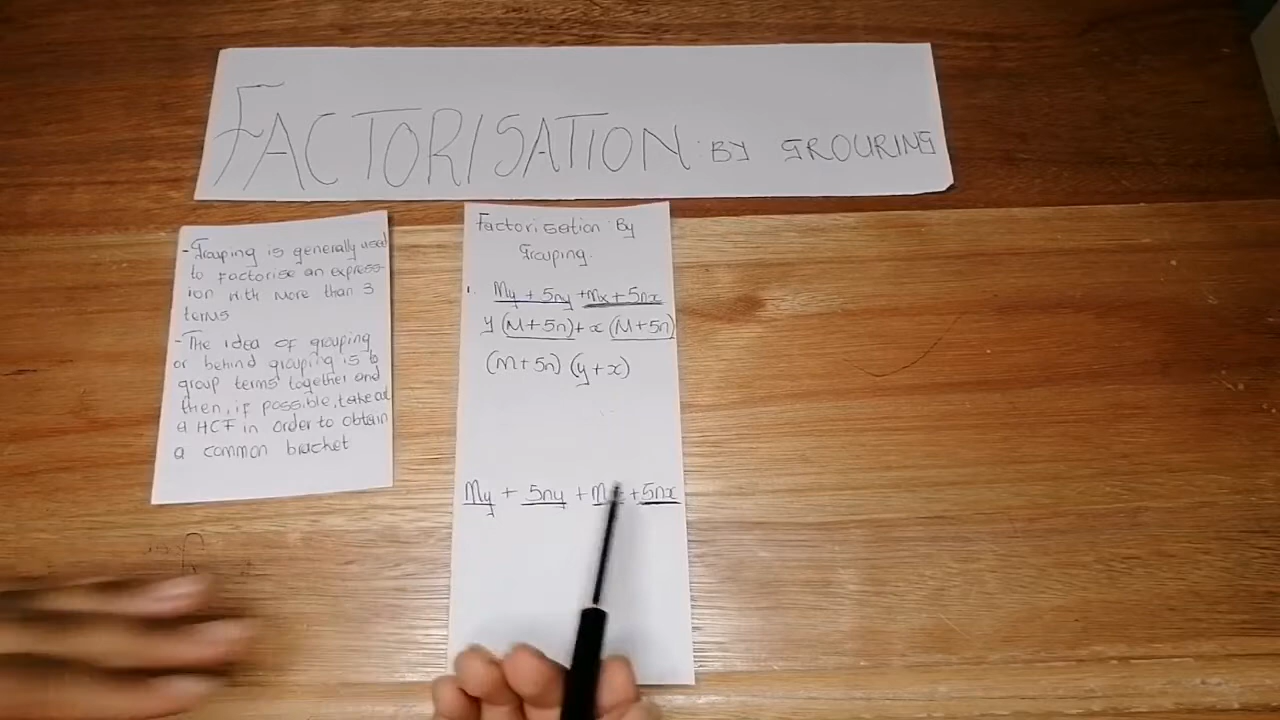 FACTORISATION: BY GROURING
- Grouping is generally used
to factorise an express-
ion with more than 3
terms
- The idea of grouping
or behind grouping is to
group terms together and
then, if possible, take out
a HCF in order to obtain
a common bracket
Factorisation: By
Grouping.
1. My + 5ny + mx + 5nx
y (M + 5n) + x (M + 5n)
(M + 5n) (y + x)
My + 5ny + + 5nx